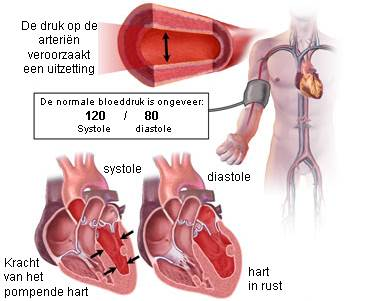 De druk op de
arteriën
veroorzaakt
een uitzetting
De normale bloeddruk is ongeveer:
120 / 80
Systole diastole
systole
diastole
Kracht
van het
pompende hart
hart
in rust